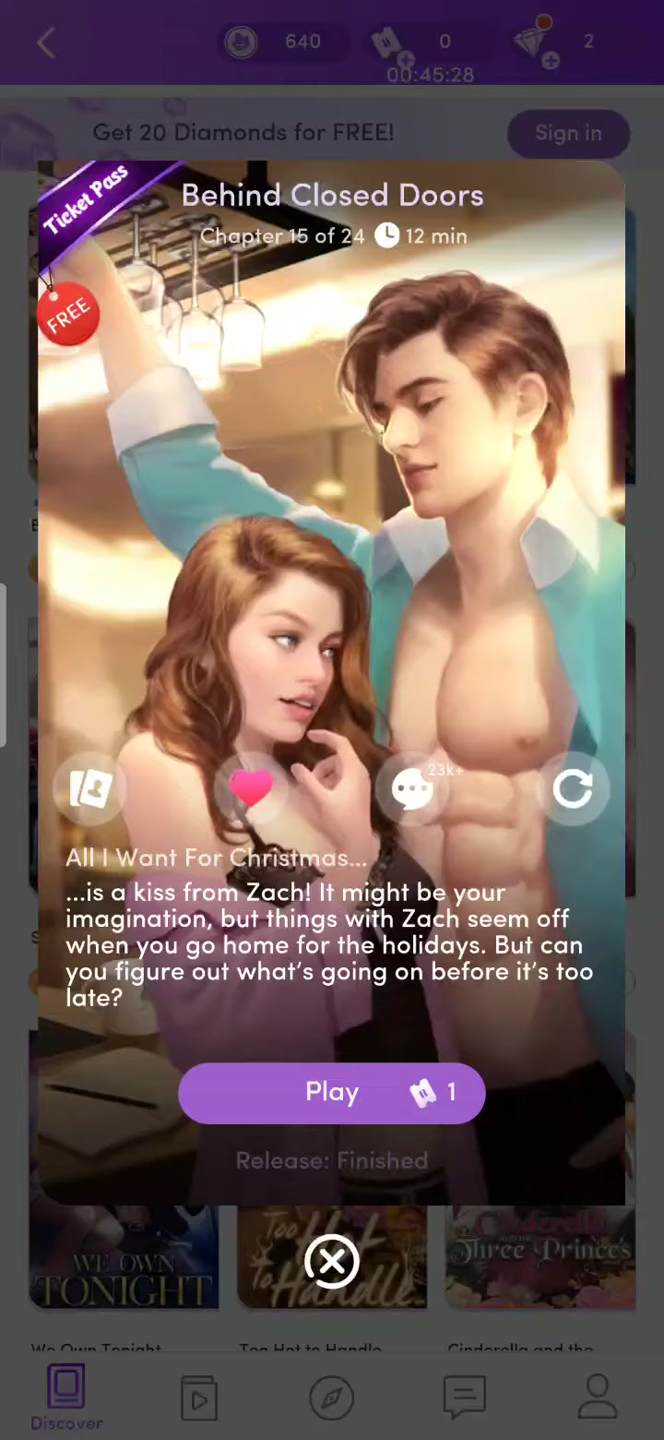 640
0
2
00:45:28
Get 20 Diamonds for FREE!
Sign in
Ticket Pass
Behind Closed Doors
Chapter 15 of 24 12 min
FREE
23k+
All I Want For Christmas...
...is a kiss from Zach! It might be your
imagination, but things with Zach seem off
when you go home for the holidays. But can
you figure out what's going on before it's too
late?
Play 1
Release: Finished
WE OWN
TONIGHT
Too Hot
To Handle
Cinderella
Three Princes
We Own Tonight
Too Hot to Handle
Cinderella and the
Discover